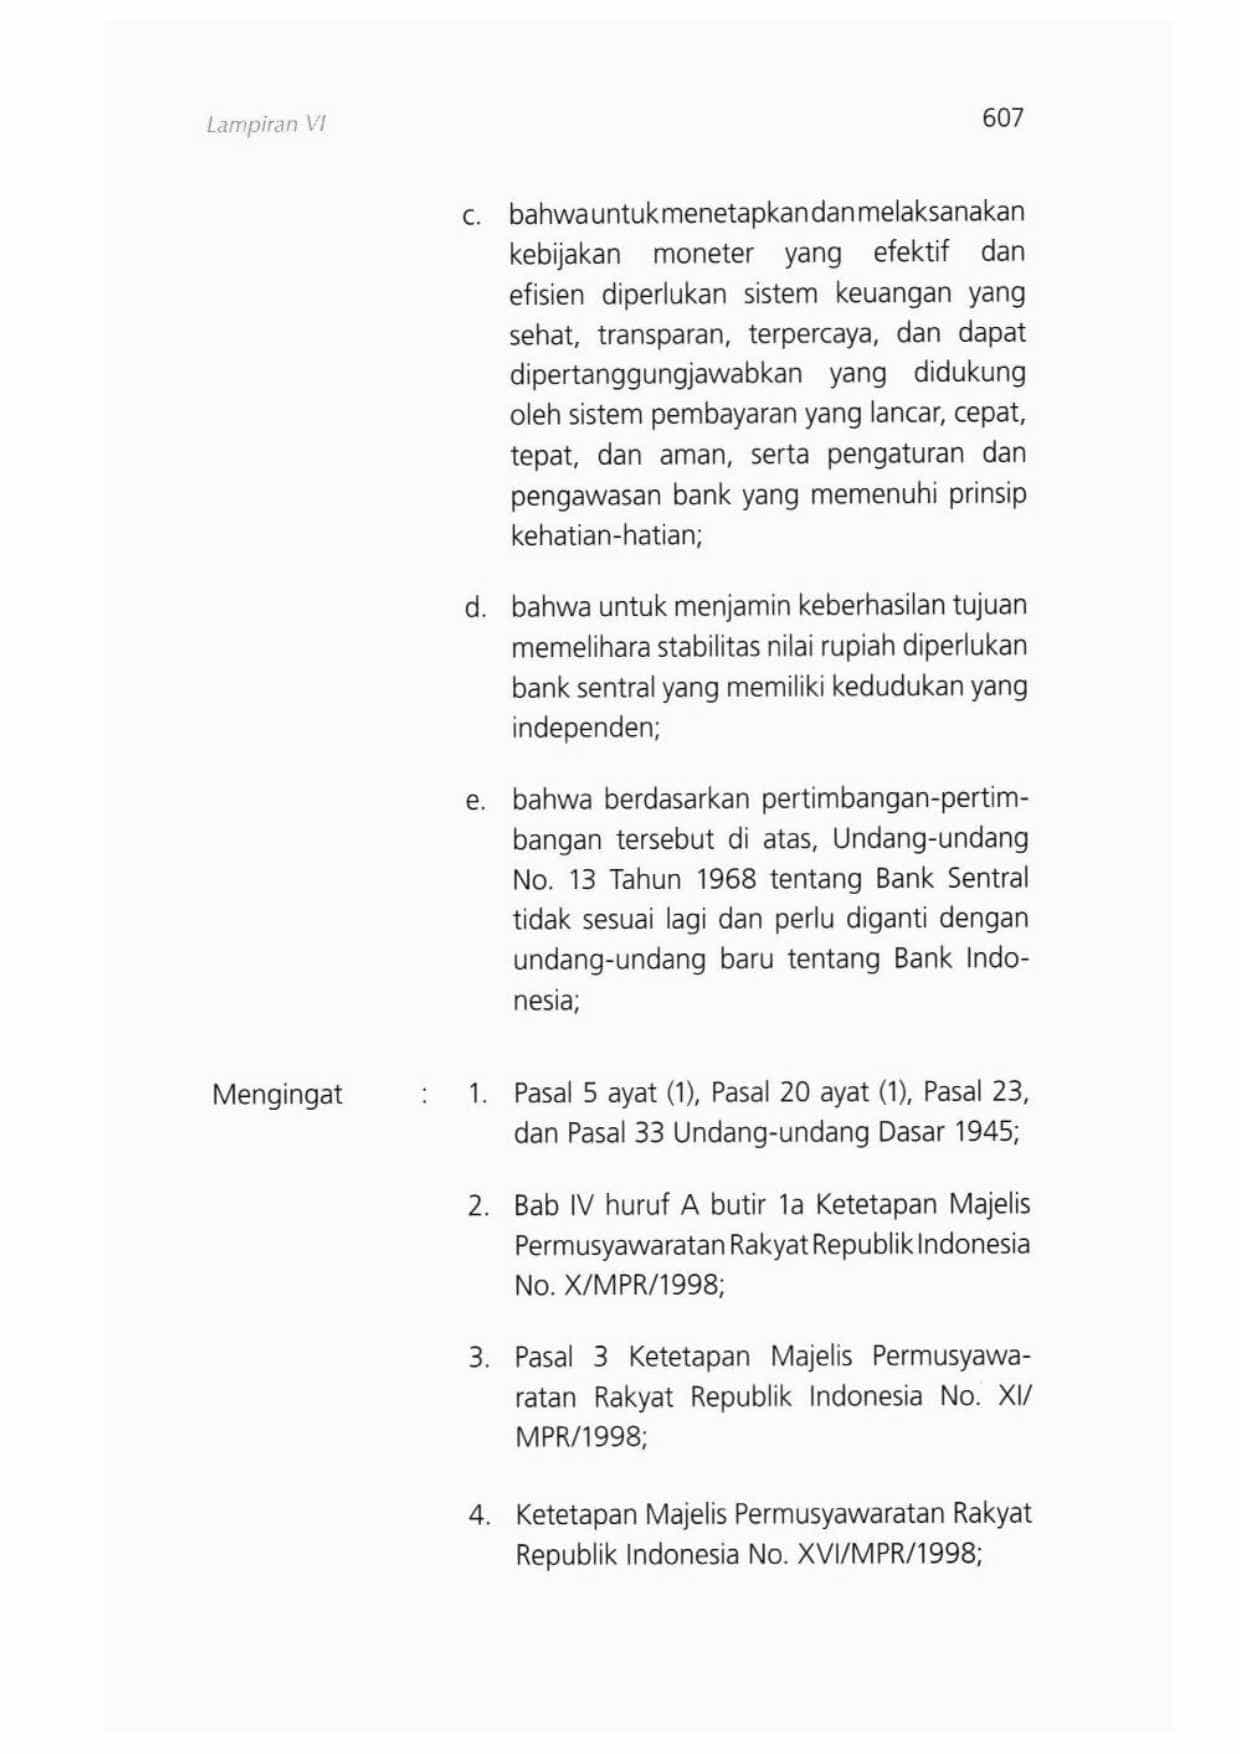 Lampiran VI 607
c. bahwa untuk menetapkan dan melaksanakan
kebijakan moneter yang efektif dan
efisien diperlukan sistem keuangan yang
sehat, transparan, terpercaya, dan dapat
dipertanggungjawabkan yang didukung
oleh sistem pembayaran yang lancar, cepat,
tepat, dan aman, serta pengaturan dan
pengawasan bank yang memenuhi prinsip
kehatian-hatian;
d. bahwa untuk menjamin keberhasilan tujuan
memelihara stabilitas nilai rupiah diperlukan
bank sentral yang memiliki kedudukan yang
independen;
e. bahwa berdasarkan pertimbangan-pertim-
bangan tersebut di atas, Undang-undang
No. 13 Tahun 1968 tentang Bank Sentral
tidak sesuai lagi dan perlu diganti dengan
undang-undang baru tentang Bank Indo-
nesia;
Mengingat : 1. Pasal 5 ayat (1), Pasal 20 ayat (1), Pasal 23,
dan Pasal 33 Undang-undang Dasar 1945;
2. Bab IV huruf A butir 1a Ketetapan Majelis
Permusyawaratan Rakyat Republik Indonesia
No. X/MPR/1998;
3. Pasal 3 Ketetapan Majelis Permusyawa-
ratan Rakyat Republik Indonesia No. XI/
MPR/1998;
4. Ketetapan Majelis Permusyawaratan Rakyat
Republik Indonesia No. XVI/MPR/1998;